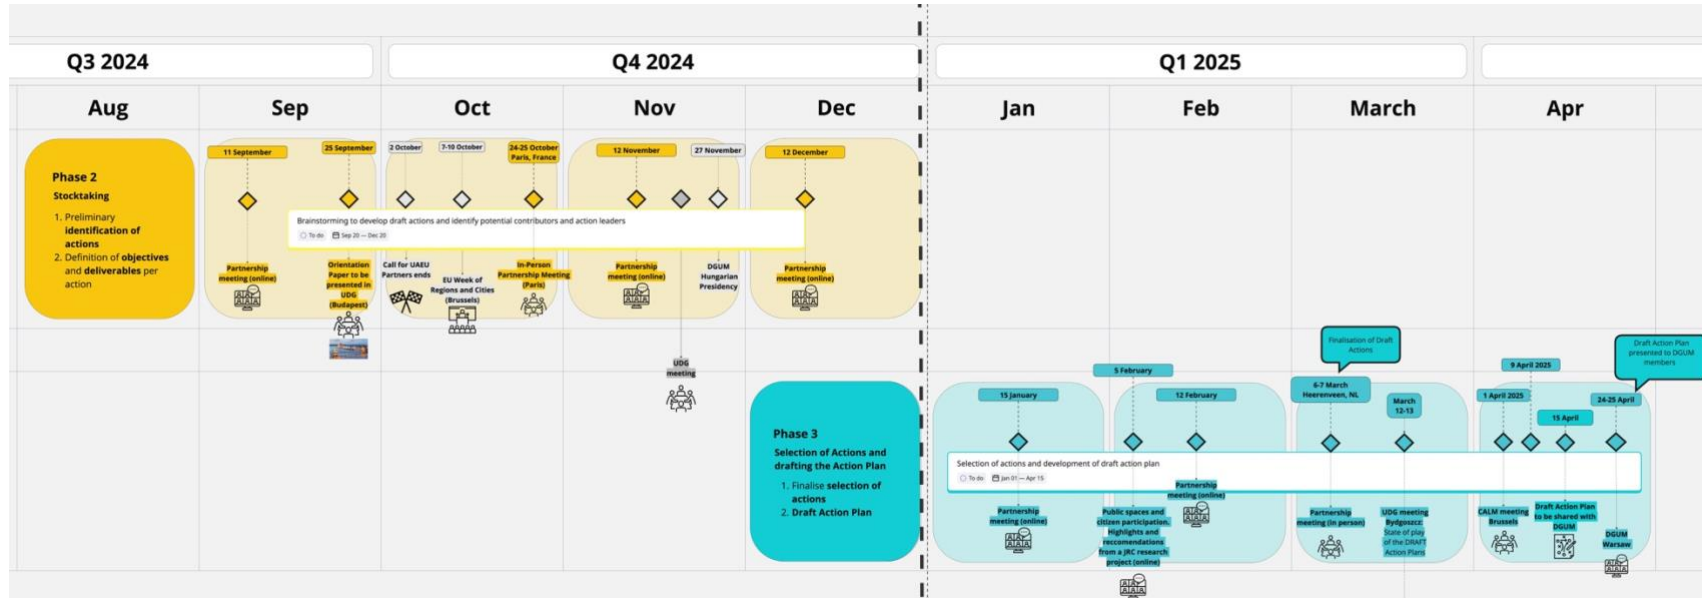 Q3 2024
Q4 2024
Q1 2025
Aug
Sep
Oct
Nov
Dec
Jan
Feb
March
Apr
Phase 2
Stocktaking
1. Preliminary
identification of
actions
2. Definition of objectives
and deliverables per
action
11 September
25 September
2 October
7-10 October
24-25 October
Paris, France
12 November
27 November
12 December
Brainstorming to develop draft actions and identify potential contributors and action leaders
To do
Sep 20 — Dec 20
Partnership
meeting (online)
Orientation
Paper to be
presented in
UDG
(Budapest)
Call for UAEU
Partners ends
EU Week of
Regions and Cities
(Brussels)
In-Person
Partnership Meeting
(Paris)
Partnership
meeting (online)
UDG
meeting
DGUM
Hungarian
Presidency
Partnership
meeting (online)
Phase 3
Selection of Actions and
drafting the Action Plan
1. Finalise selection of
actions
2. Draft Action Plan
Finalisation of Draft
Actions
Draft Action Plan
presented to DGUM
members
15 January
5 February
12 February
6-7 March
Heerenveen, NL
March
12-13
1 April 2025
9 April 2025
15 April
24-25 April
Selection of actions and development of draft action plan
To do
Jan 01 — Apr 15
Partnership
meeting (online)
Public spaces and
citizen participation.
Highlights and
reccomendations
from a JRC research
project (online)
Partnership
meeting (online)
Partnership
meeting (in person)
UDG meeting
Bydgoszcz:
State of play
of the DRAFT
Action Plans
CALM meeting
Brussels
Draft Action Plan
to be shared with
DGUM
DGUM
Warsaw